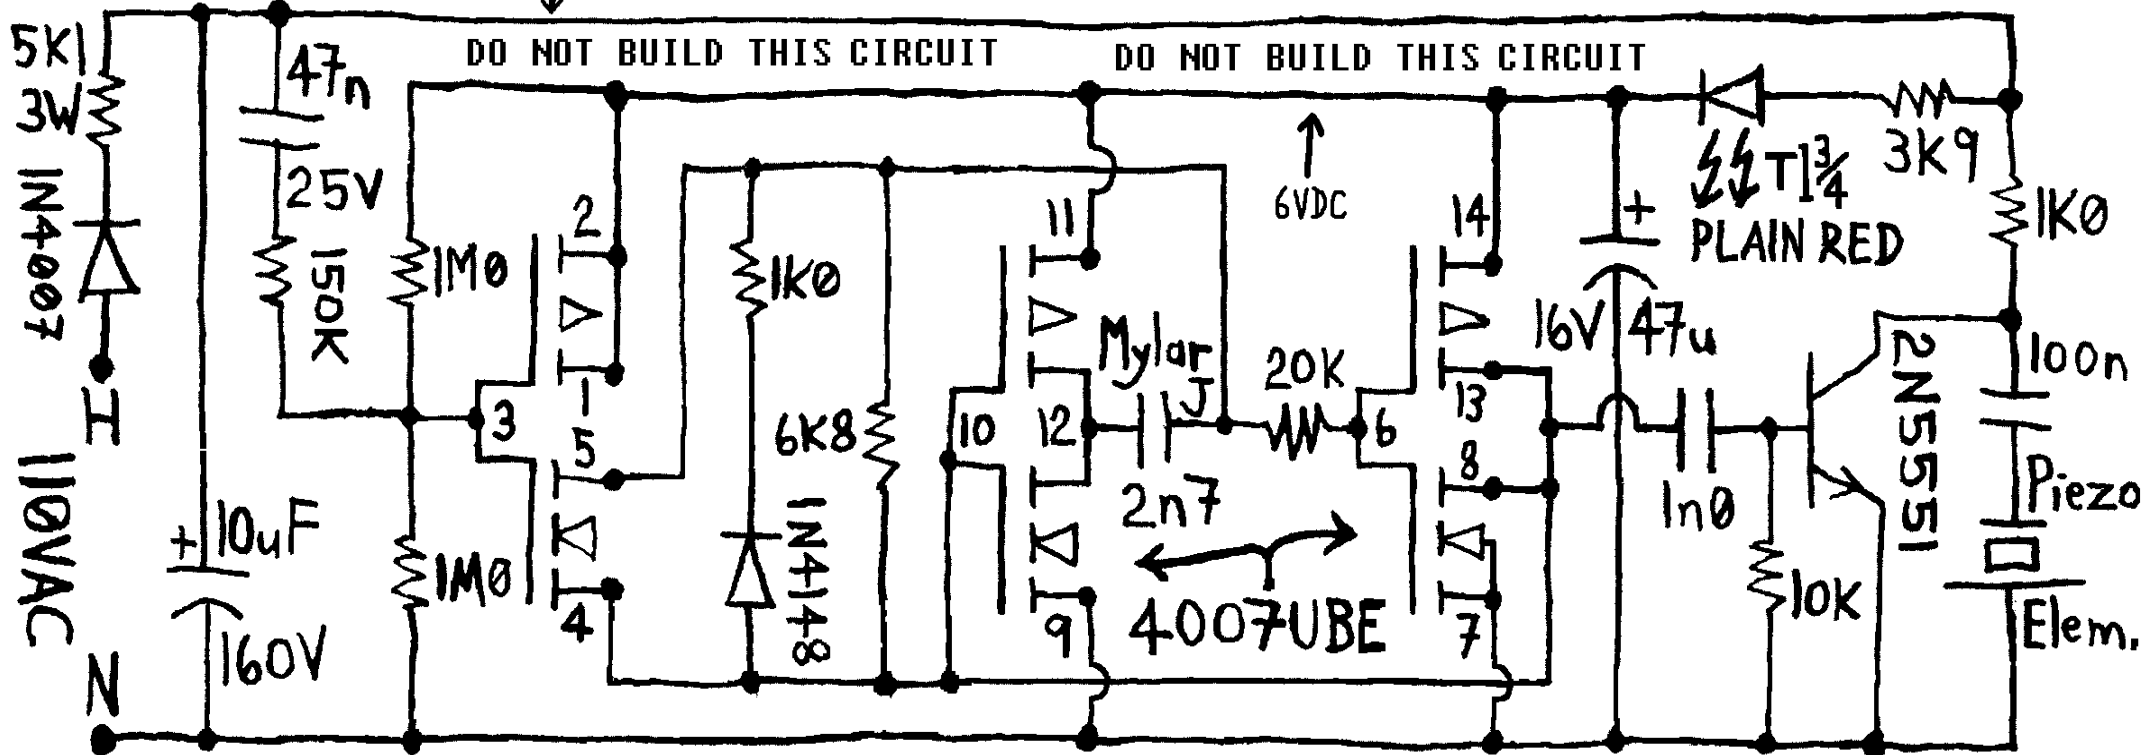 DO NOT BUILD THIS CIRCUIT
DO NOT BUILD THIS CIRCUIT
5K1
3W
1N4007
H
110VAC
N
10uF
160V
47n
25V
150K
1M0
1M0
3
2
1
5
4
1K0
6K8
1N4148
11
10
12
9
Mylar
J
2n7
20K
4007UBE
6VDC
14
6
13
8
7
16V
47u
T1¾
PLAIN RED
3K9
1K0
1n0
10K
2N5551
100n
Piezo
Elem.